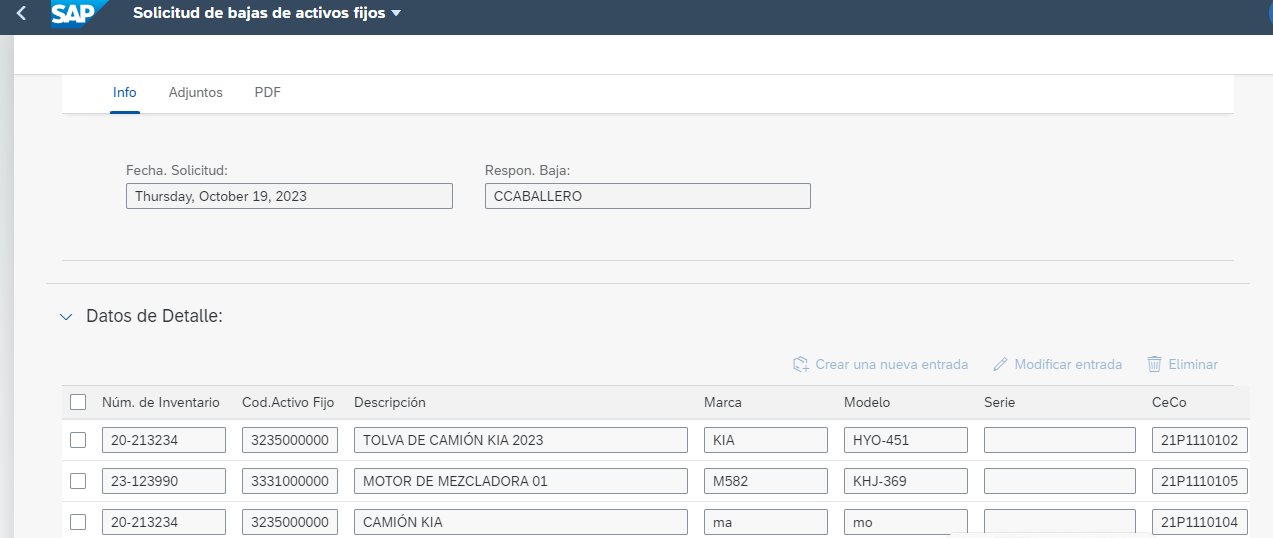 SAP Solicitud de bajas de activos fijos
Info Adjuntos PDF
Fecha. Solicitud: Respon. Baja:
Thursday, October 19, 2023 CCABALLERO
Datos de Detalle:
Crear una nueva entrada Modificar entrada Eliminar
Núm. de Inventario Cod.Activo Fijo Descripción Marca Modelo Serie CeCo
20-213234 3235000000 TOLVA DE CAMIÓN KIA 2023 KIA HYO-451 21P1110102
23-123990 3331000000 MOTOR DE MEZCLADORA 01 M582 KHJ-369 21P1110105
20-213234 3235000000 CAMIÓN KIA ma mo 21P1110104